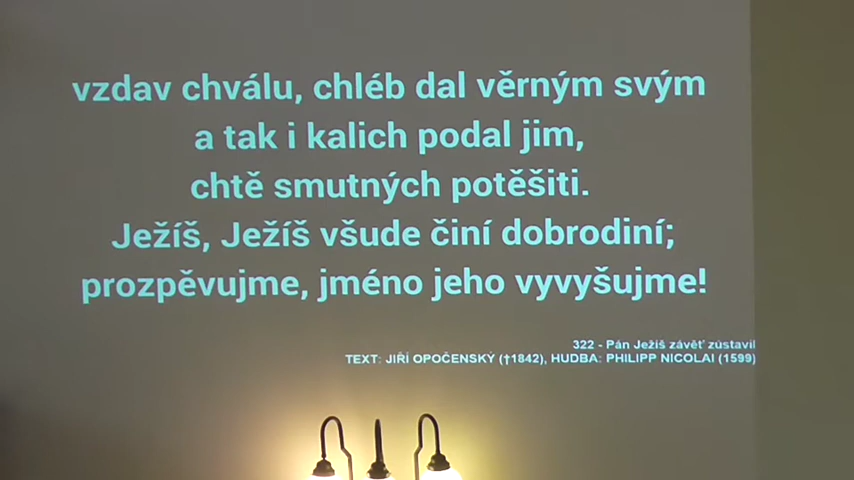 vzdav chválu, chléb dal věrným svým
a tak i kalich podal jim,
chtě smutných potěšiti.
Ježíš, Ježíš všude činí dobrodiní;
prozpěvujme, jméno jeho vyvyšujme!
322 - Pán Ježíš závěť zůstavil
TEXT: JIŘÍ OPOČENSKÝ (†1842), HUDBA: PHILIPP NICOLAI (1599)